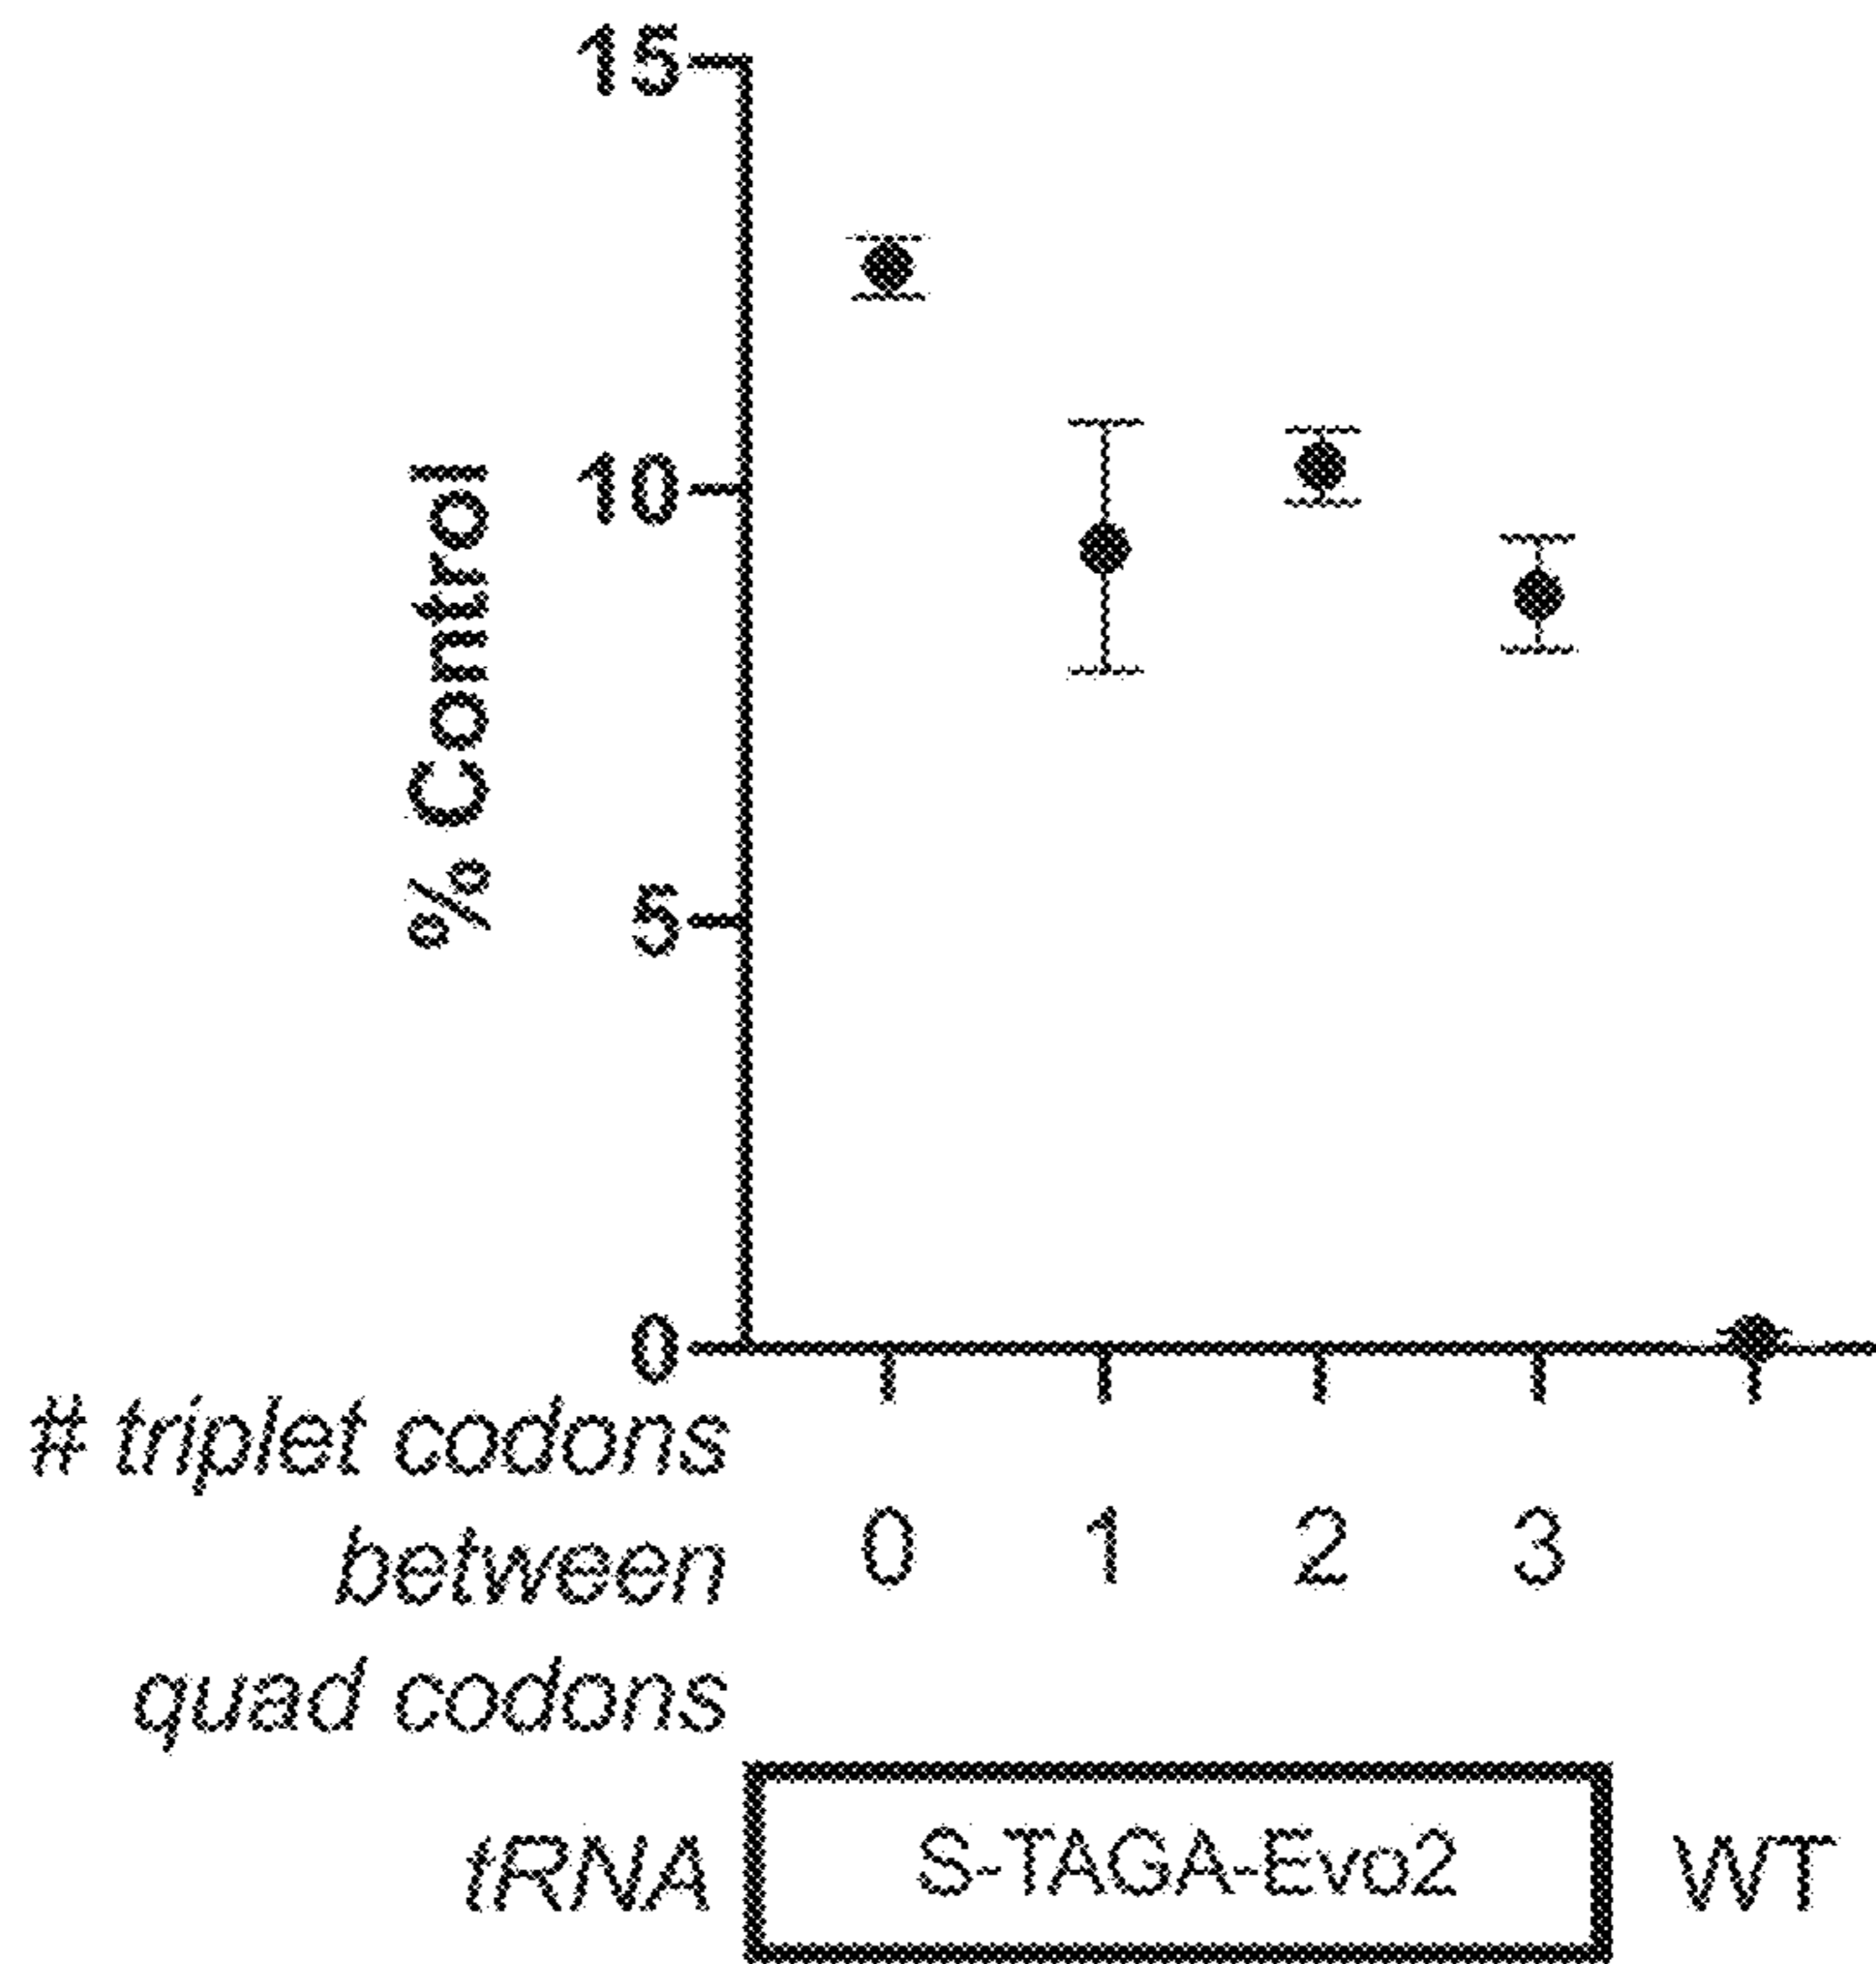 15
10
5
0
% Control
# triplet codons
between
quad codons
0 1 2 3
tRNA S-TAGA-Evo2 WT